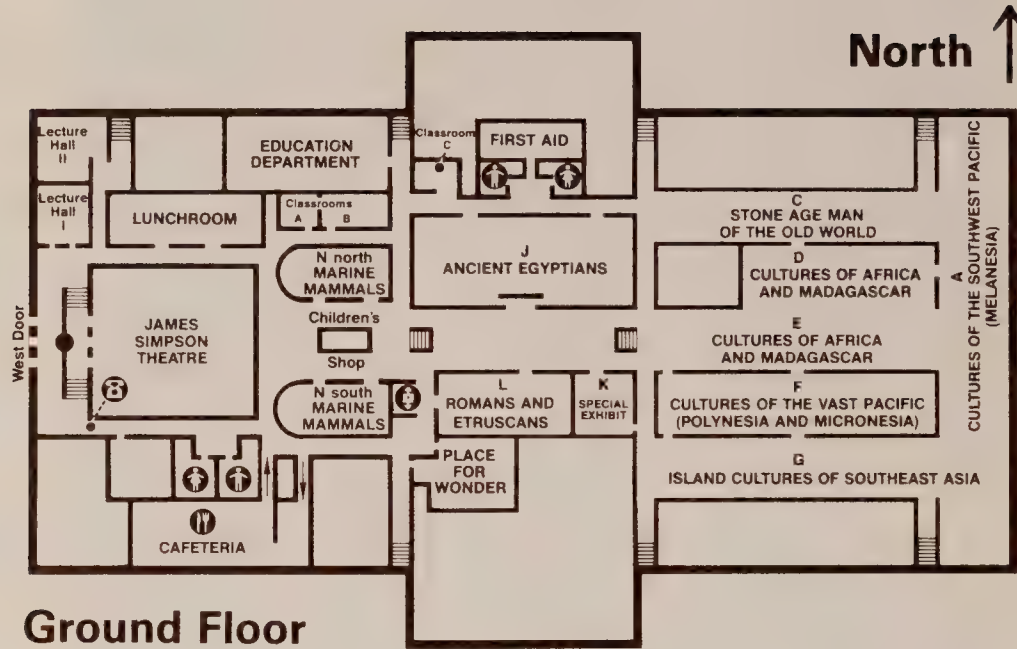 North
Lecture
Hall
II
EDUCATION
DEPARTMENT
Classroom
C
FIRST AID
Lecture
Hall
I
LUNCHROOM
Classrooms
A B
C
STONE AGE MAN
OF THE OLD WORLD
N north
MARINE
MAMMALS
J
ANCIENT EGYPTIANS
D
CULTURES OF AFRICA
AND MADAGASCAR
A
CULTURES OF THE SOUTHWEST PACIFIC
(MELANESIA)
West Door
JAMES
SIMPSON
THEATRE
Children's
Shop
E
CULTURES OF AFRICA
AND MADAGASCAR
N south
MARINE
MAMMALS
L
ROMANS AND
ETRUSCANS
K
SPECIAL
EXHIBIT
F
CULTURES OF THE VAST PACIFIC
(POLYNESIA AND MICRONESIA)
PLACE
FOR
WONDER
G
ISLAND CULTURES OF SOUTHEAST ASIA
CAFETERIA
Ground Floor